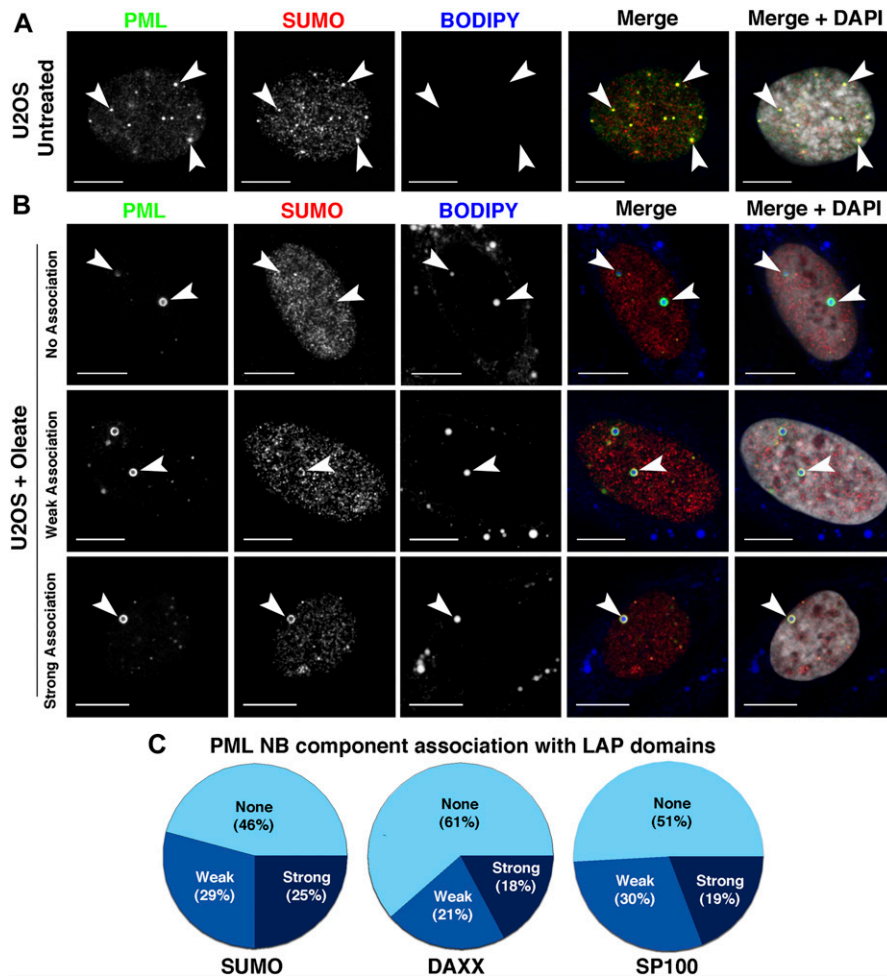 A
PML SUMO BODIPY Merge Merge + DAPI
U2OS
Untreated
B
PML SUMO BODIPY Merge Merge + DAPI
U2OS + Oleate
No Association
Weak Association
Strong Association
C
PML NB component association with LAP domains
None
(46%)
Weak
(29%)
Strong
(25%)
SUMO
None
(61%)
Weak
(21%)
Strong
(18%)
DAXX
None
(51%)
Weak
(30%)
Strong
(19%)
SP100